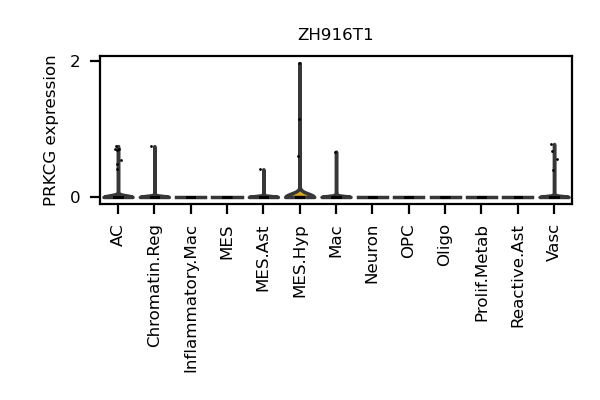 ZH916T1
PRKCG expression
2
0
AC
Chromatin.Reg
Inflammatory.Mac
MES
MES.Ast
MES.Hyp
Mac
Neuron
OPC
Oligo
Prolif.Metab
Reactive.Ast
Vasc